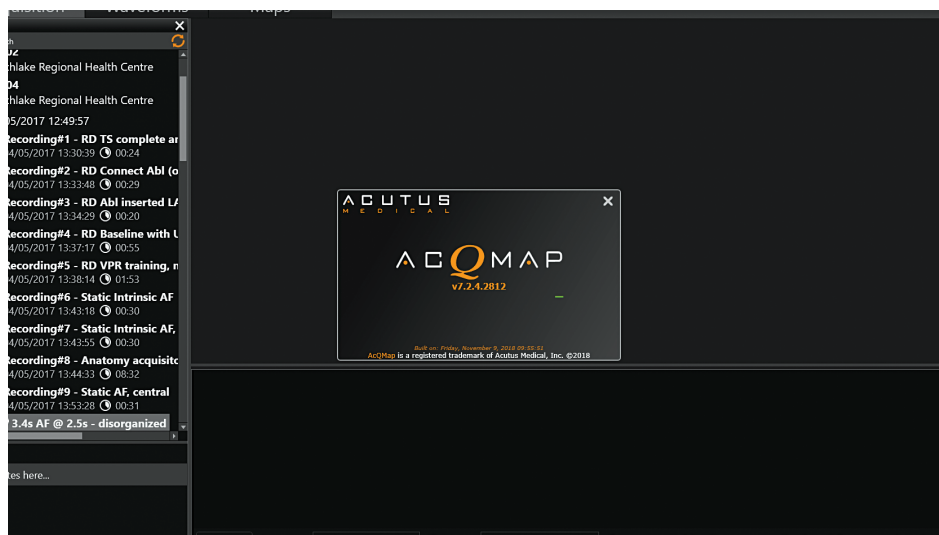 Waveforms
Maps
thlake Regional Health Centre
04
thlake Regional Health Centre
05/2017 12:49:57
Recording#1 - RD TS complete an
4/05/2017 13:30:39 00:24
Recording#2 - RD Connect Abl (o
4/05/2017 13:33:48 00:29
Recording#3 - RD Abl inserted LA
4/05/2017 13:34:29 00:20
Recording#4 - RD Baseline with U
4/05/2017 13:37:17 00:55
Recording#5 - RD VPR training, n
4/05/2017 13:38:14 01:53
Recording#6 - Static Intrinsic AF
4/05/2017 13:43:18 00:30
Recording#7 - Static Intrinsic AF,
4/05/2017 13:43:55 00:30
Recording#8 - Anatomy acquisito
4/05/2017 13:44:33 08:32
Recording#9 - Static AF, central
4/05/2017 13:53:28 00:31
3.4s AF @ 2.5s - disorganized
tes here...
ACUTUS
MEDICAL
ACQMAP
v7.2.4.2812
Built on: Friday, November 9, 2018 09:55:51
AcQMap is a registered trademark of Acutus Medical, Inc. ©2018